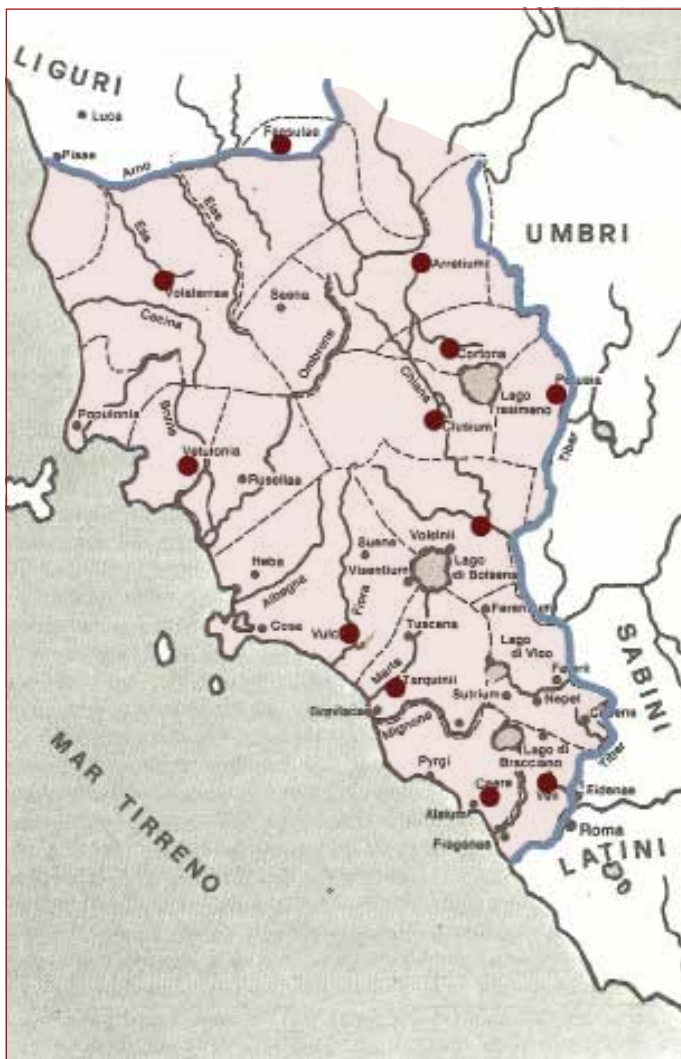 LIGURI
Luca
Pisae
Arno
Faesulae
Era
Elsa
UMBRI
Arretium
Volaterrae
Saena
Cecina
Ombrone
Cortona
Chiana
Lago
Trasimeno
Perusia
Populonia
Clusium
Tiber
Bruna
Vetulonia
Rusellae
Volsinii
Suana
Lago
di Bolsena
Visentium
Heba
Albegna
Fiora
Cosa
Vulci
Tuscana
Lago
di Vico
SABINI
Marta
Tarquinii
Sutrium
Nepet
Graviscae
Mignone
Lago di
Bracciano
Tiber
Pyrgi
Caere
Veii
Fidenae
Alsium
Fregenae
Roma
LATINI
MAR TIRRENO